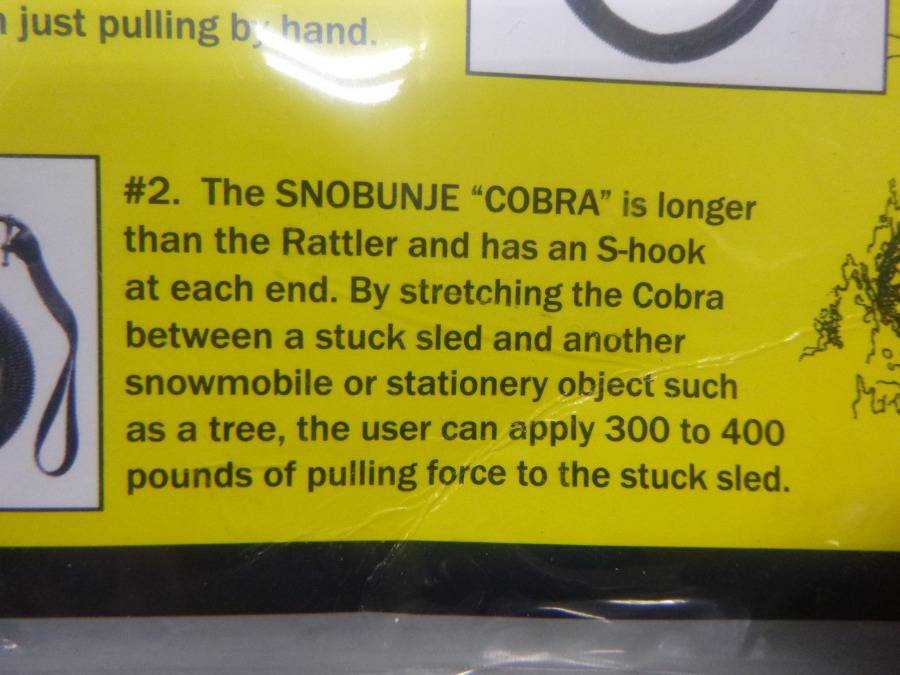 just pulling by hand.
#2. The SNOBUNJE “COBRA” is longer
than the Rattler and has an S-hook
at each end. By stretching the Cobra
between a stuck sled and another
snowmobile or stationery object such
as a tree, the user can apply 300 to 400
pounds of pulling force to the stuck sled.